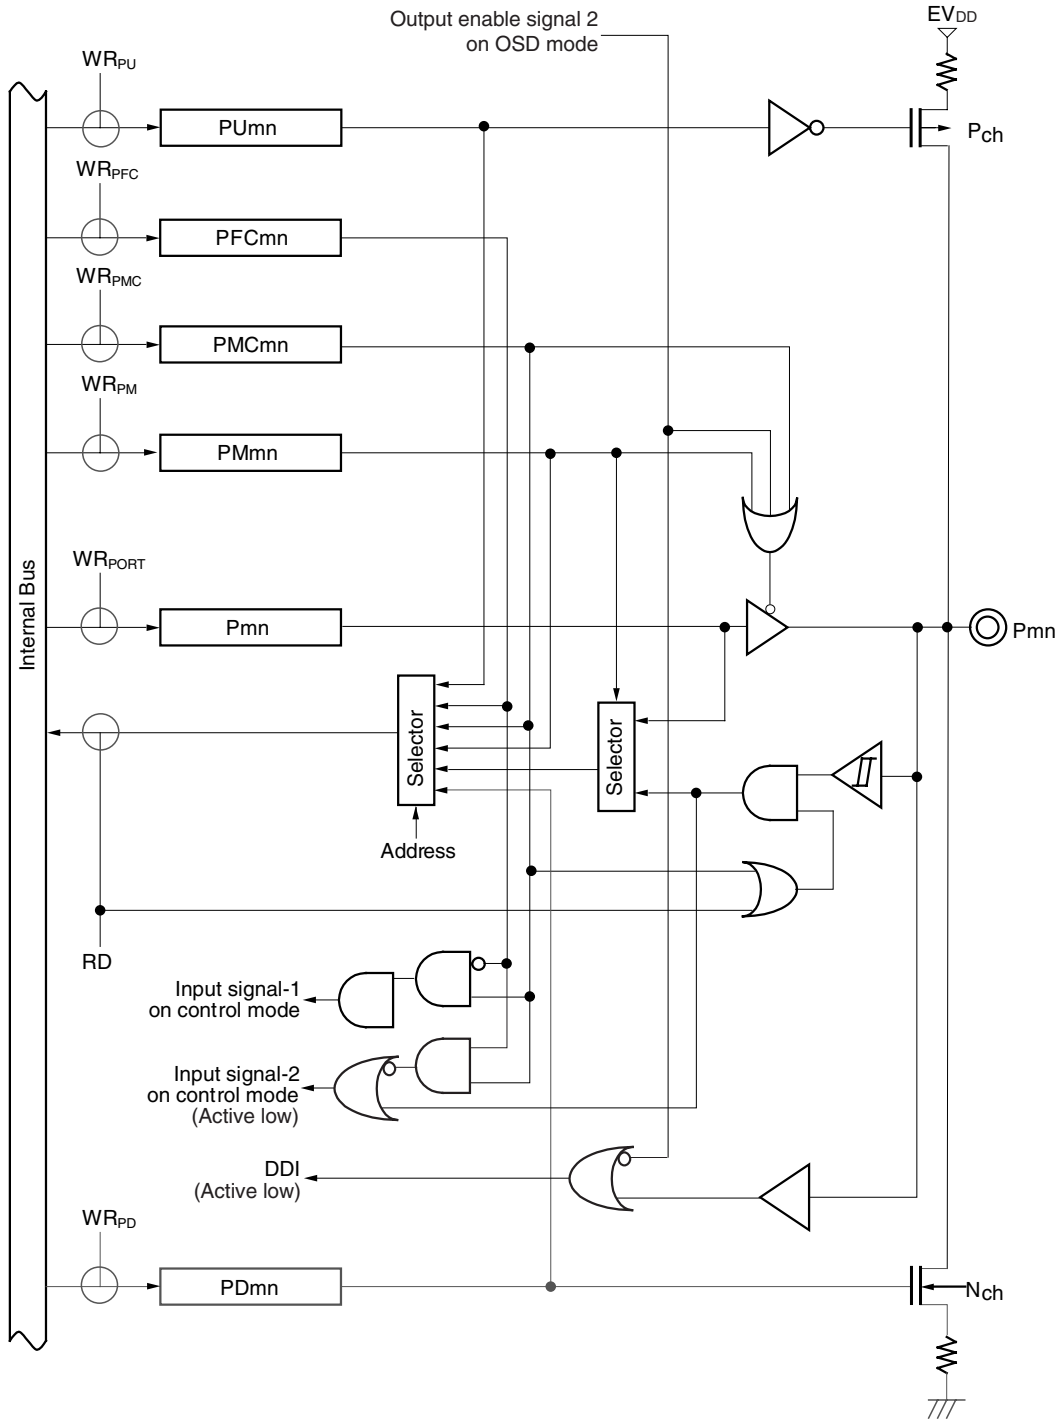 Output enable signal 2
on OSD mode
EVDD
WRPU
PUmn
Pch
WRPFC
PFCmn
WRPMC
PMCmn
WRPM
PMmn
Internal Bus
WRPORT
Pmn
Pmn
Selector
Selector
Address
RD
Input signal-1
on control mode
Input signal-2
on control mode
(Active low)
DDI
(Active low)
WRPD
PDmn
Nch